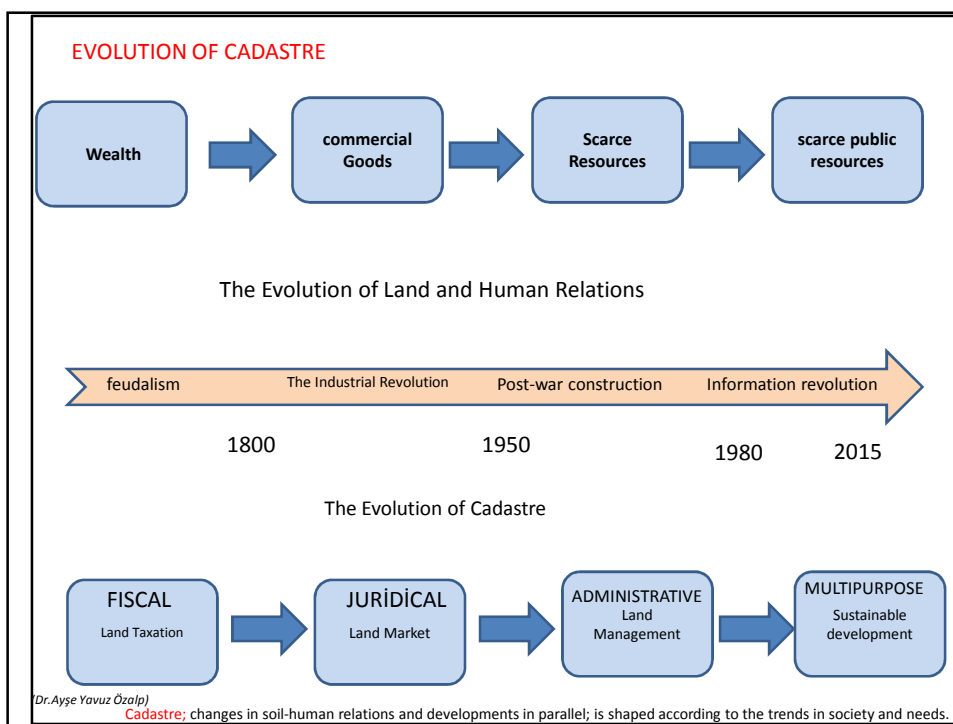 EVOLUTION OF CADASTRE
Wealth
commercial
Goods
Scarce
Resources
scarce public
resources
The Evolution of Land and Human Relations
feudalism
The Industrial Revolution
Post-war construction
Information revolution
1800
1950
1980
2015
The Evolution of Cadastre
FISCAL
Land Taxation
JURİDİCAL
Land Market
ADMINISTRATIVE
Land
Management
MULTIPURPOSE
Sustainable
development
(Dr.Ayşe Yavuz Özalp)
Cadastre; changes in soil-human relations and developments in parallel; is shaped according to the trends in society and needs.